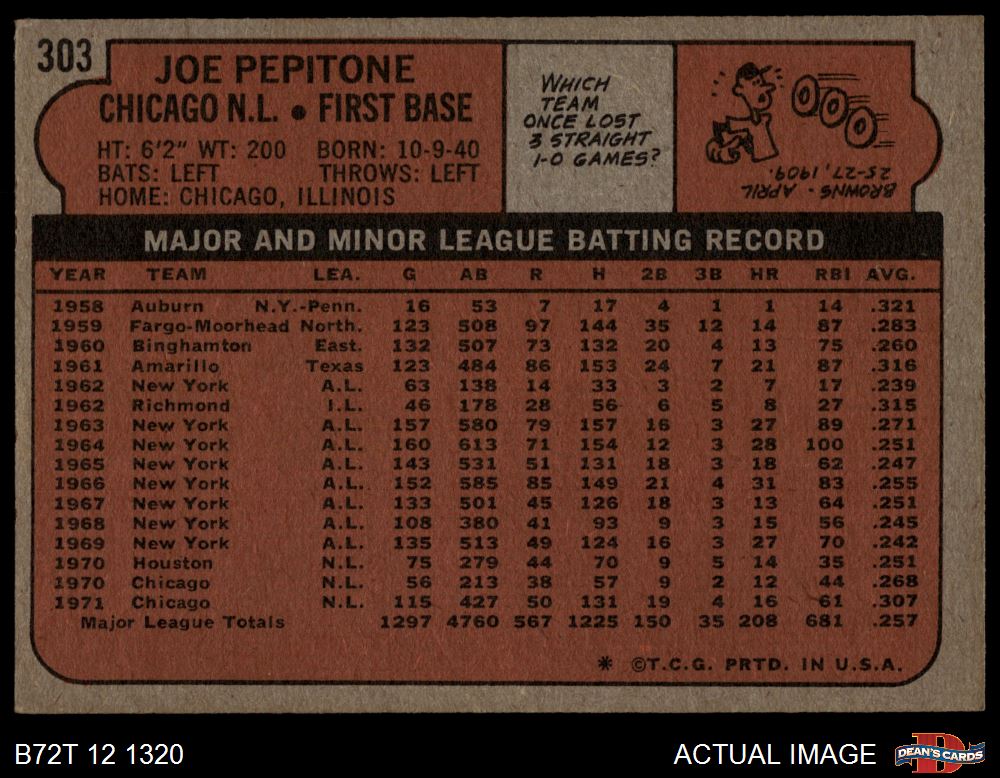 303
JOE PEPITONE
CHICAGO N.L. • FIRST BASE
HT: 6'2" WT: 200 BORN: 10-9-40
BATS: LEFT THROWS: LEFT
HOME: CHICAGO, ILLINOIS
WHICH
TEAM
ONCE LOST
3 STRAIGHT
1-0 GAMES?
BROWNS - APRIL
25-27, 1909.
MAJOR AND MINOR LEAGUE BATTING RECORD
YEAR TEAM LEA. G AB R H 2B 3B HR RBI AVG.
1958 Auburn N.Y.-Penn. 16 53 7 17 4 1 1 14 .321
1959 Fargo-Moorhead North. 123 508 97 144 35 12 14 87 .283
1960 Binghamton East. 132 507 73 132 20 4 13 75 .260
1961 Amarillo Texas 123 484 86 153 24 7 21 87 .316
1962 New York A.L. 63 138 14 33 3 2 7 17 .239
1962 Richmond I.L. 46 178 28 56 6 5 8 27 .315
1963 New York A.L. 157 580 79 157 16 3 27 89 .271
1964 New York A.L. 160 613 71 154 12 3 28 100 .251
1965 New York A.L. 143 531 51 131 18 3 18 62 .247
1966 New York A.L. 152 585 85 149 21 4 31 83 .255
1967 New York A.L. 133 501 45 126 18 3 13 64 .251
1968 New York A.L. 108 380 41 93 9 3 15 56 .245
1969 New York A.L. 135 513 49 124 16 3 27 70 .242
1970 Houston N.L. 75 279 44 70 9 5 14 35 .251
1970 Chicago N.L. 56 213 38 57 9 2 12 44 .268
1971 Chicago N.L. 115 427 50 131 19 4 16 61 .307
Major League Totals 1297 4760 567 1225 150 35 208 681 .257
* ©T.C.G. PRTD. IN U.S.A.
B72T 12 1320
ACTUAL IMAGE
DEAN'S CARDS